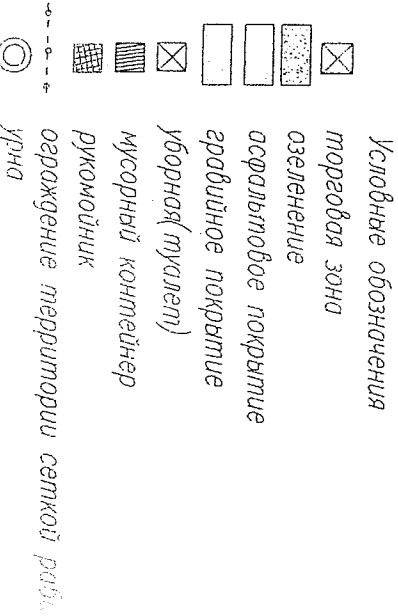 Условные обозначения
торговая зона
озеленение
асфальтовое покрытие
гравийное покрытие
уборная(туалет)
мусорный контейнер
рукомойник
ограждение территории сеткой
урна